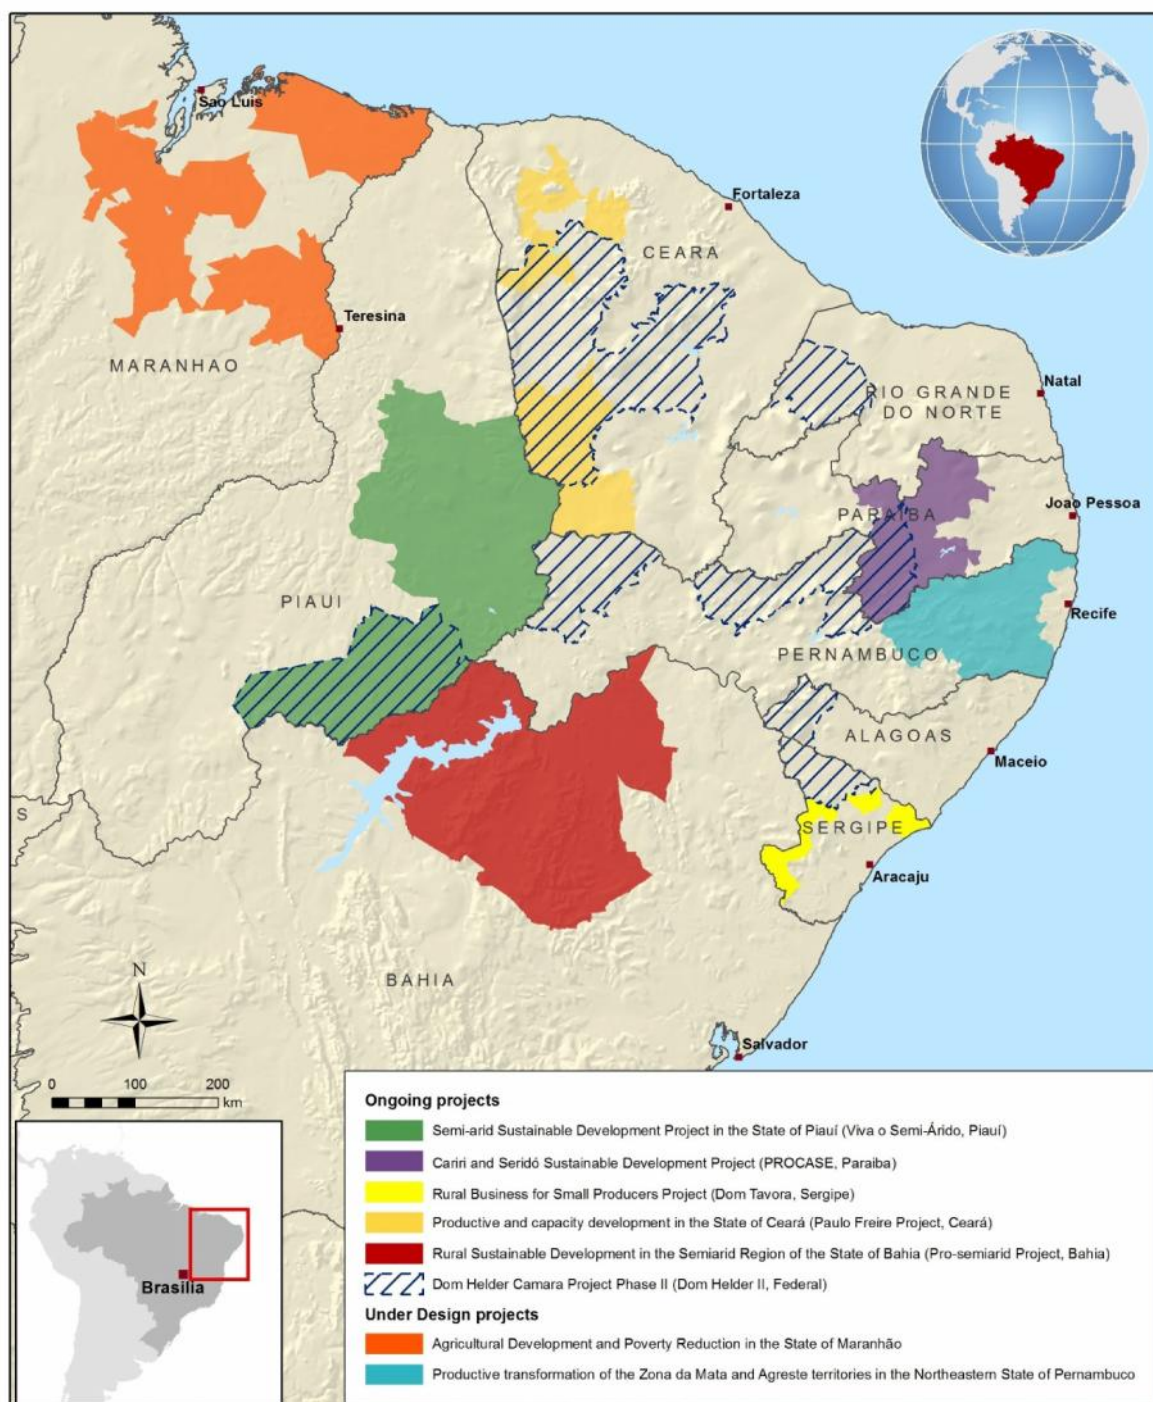 Sao Luis
Fortaleza
CEARA
Teresina
MARANHAO
Natal
RIO GRANDE
DO NORTE
Joao Pessoa
PARAIBA
PIAUI
Recife
PERNAMBUCO
ALAGOAS
Maceio
S
SERGIPE
Aracaju
BAHIA
N
Salvador
0 100 200
km
Brasilia
Ongoing projects
Semi-arid Sustainable Development Project in the State of Piauí (Viva o Semi-Árido, Piauí)
Cariri and Seridó Sustainable Development Project (PROCASE, Paraiba)
Rural Business for Small Producers Project (Dom Tavora, Sergipe)
Productive and capacity development in the State of Ceará (Paulo Freire Project, Ceará)
Rural Sustainable Development in the Semiarid Region of the State of Bahia (Pro-semiarid Project, Bahia)
Dom Helder Camara Project Phase II (Dom Helder II, Federal)
Under Design projects
Agricultural Development and Poverty Reduction in the State of Maranhão
Productive transformation of the Zona da Mata and Agreste territories in the Northeastern State of Pernambuco